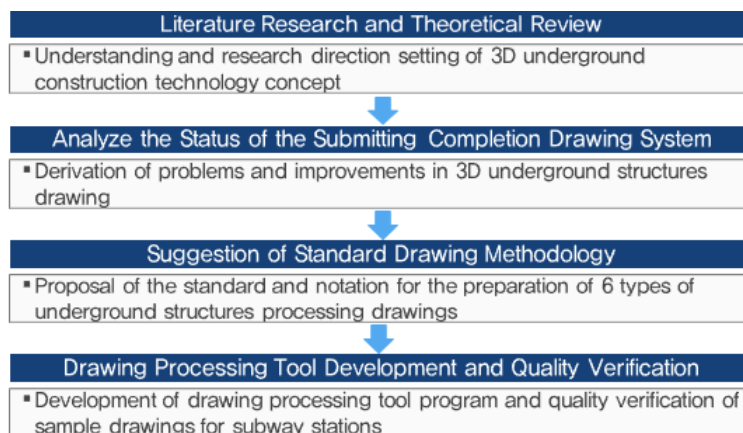 Literature Research and Theoretical Review
▪ Understanding and research direction setting of 3D underground
construction technology concept
Analyze the Status of the Submitting Completion Drawing System
▪ Derivation of problems and improvements in 3D underground structures
drawing
Suggestion of Standard Drawing Methodology
▪ Proposal of the standard and notation for the preparation of 6 types of
underground structures processing drawings
Drawing Processing Tool Development and Quality Verification
▪ Development of drawing processing tool program and quality verification of
sample drawings for subway stations